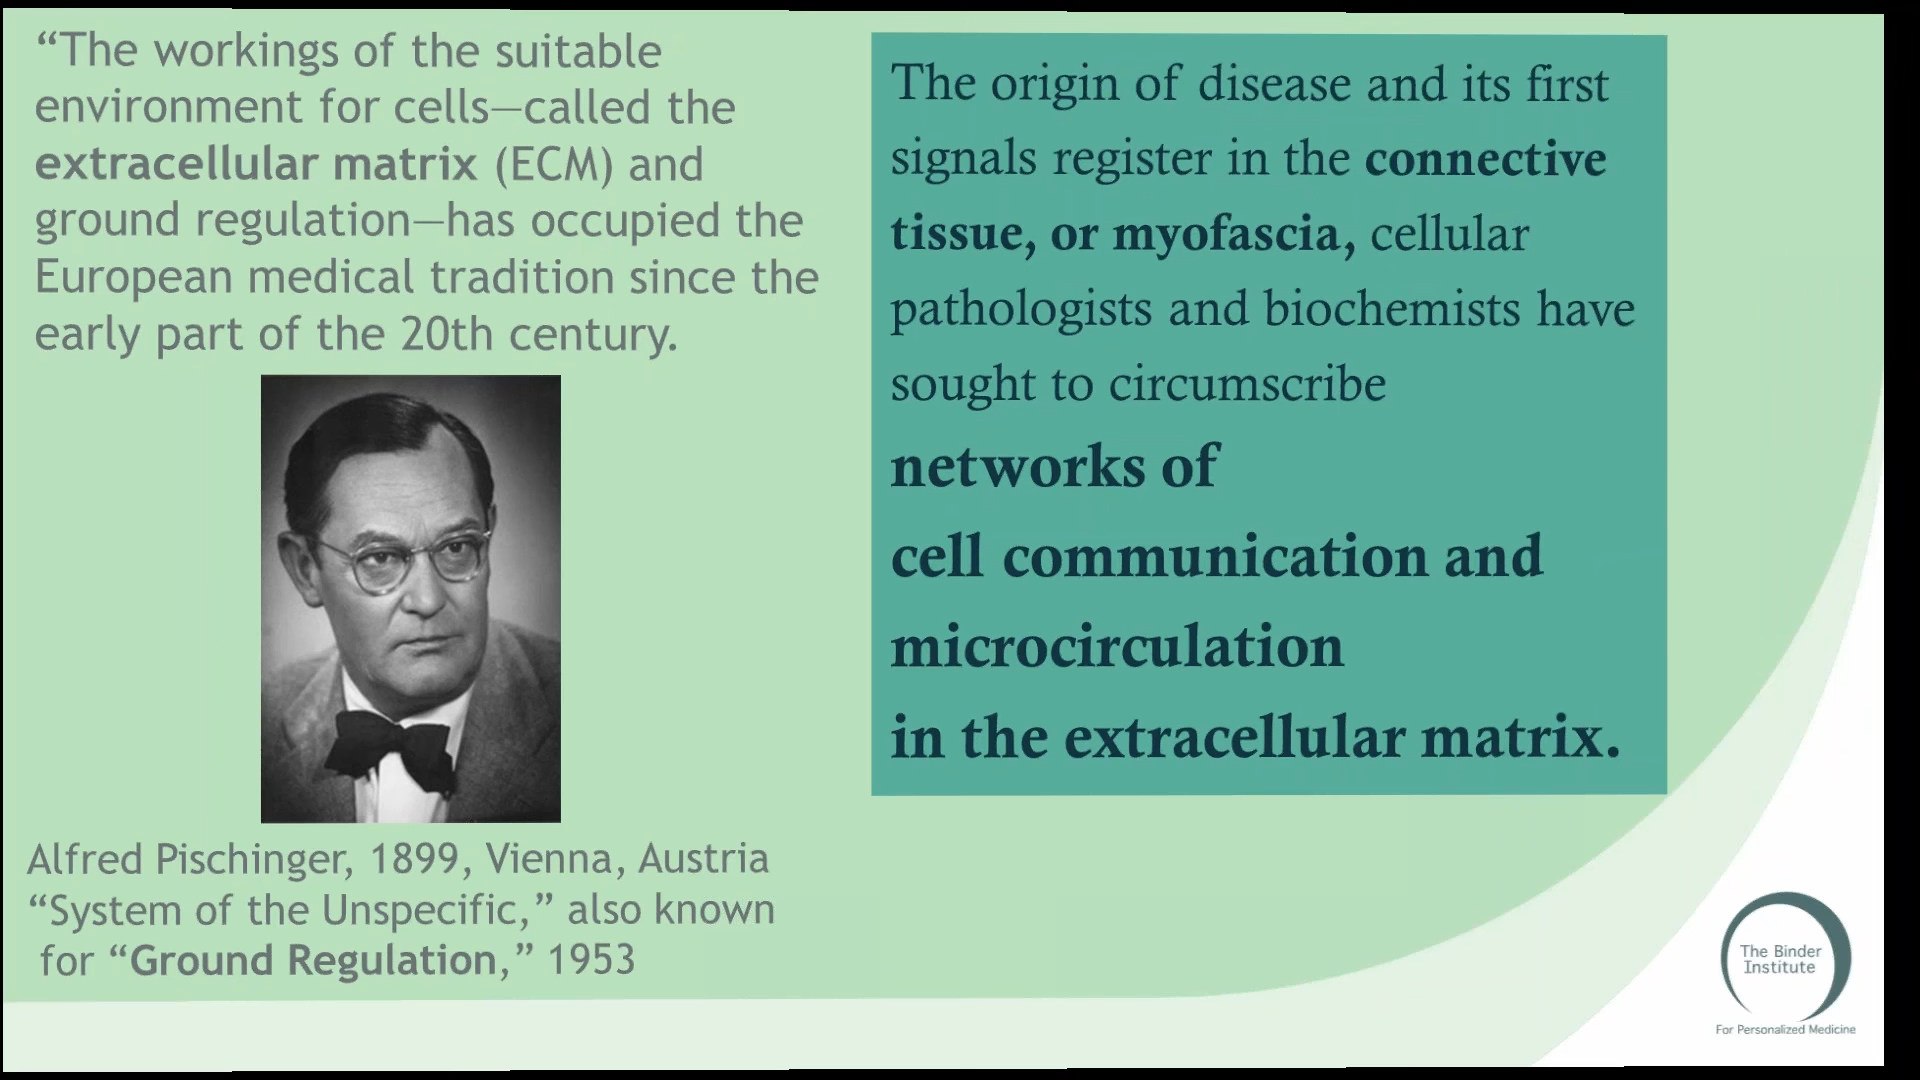 “The workings of the suitable
environment for cells—called the
extracellular matrix (ECM) and
ground regulation—has occupied the
European medical tradition since the
early part of the 20th century.
Alfred Pischinger, 1899, Vienna, Austria
“System of the Unspecific,” also known
for “Ground Regulation,” 1953
The origin of disease and its first
signals register in the connective
tissue, or myofascia, cellular
pathologists and biochemists have
sought to circumscribe
networks of
cell communication and
microcirculation
in the extracellular matrix.
The Binder
Institute
For Personalized Medicine